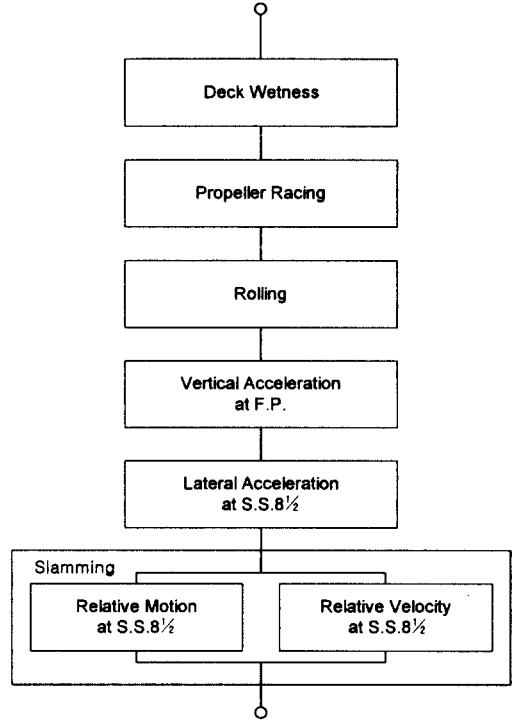 Deck Wetness
Propeller Racing
Rolling
Vertical Acceleration
at F.P.
Lateral Acceleration
at S.S.8½
Slamming
Relative Motion
at S.S.8½
Relative Velocity
at S.S.8½